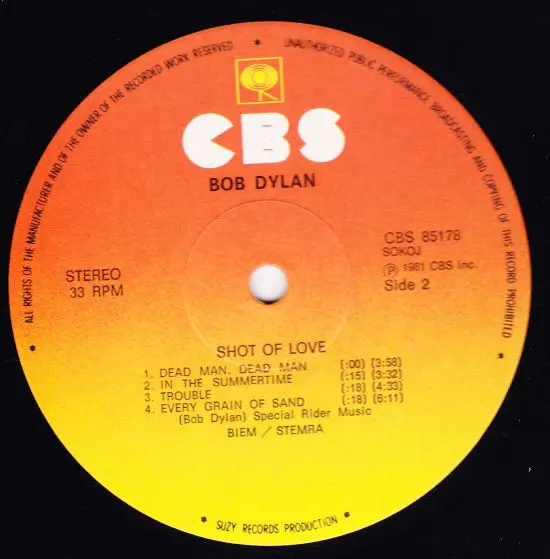 ALL RIGHTS OF THE MANUFACTURER AND OF THE OWNER OF THE RECORDED WORK RESERVED * UNAUTHORIZED PUBLIC PERFORMANCE BROADCASTING AND COPYING OF THIS RECORD PROHIBITED *
CBS
BOB DYLAN
STEREO
33 RPM
CBS 85178
SOKOJ
℗ 1981 CBS Inc.
Side 2
SHOT OF LOVE
1. DEAD MAN, DEAD MAN (:00) (3:58)
2. IN THE SUMMERTIME (:15) (3:32)
3. TROUBLE (:18) (4:33)
4. EVERY GRAIN OF SAND (:18) (6:11)
(Bob Dylan) Special Rider Music
BIEM / STEMRA
* SUZY RECORDS PRODUCTION *